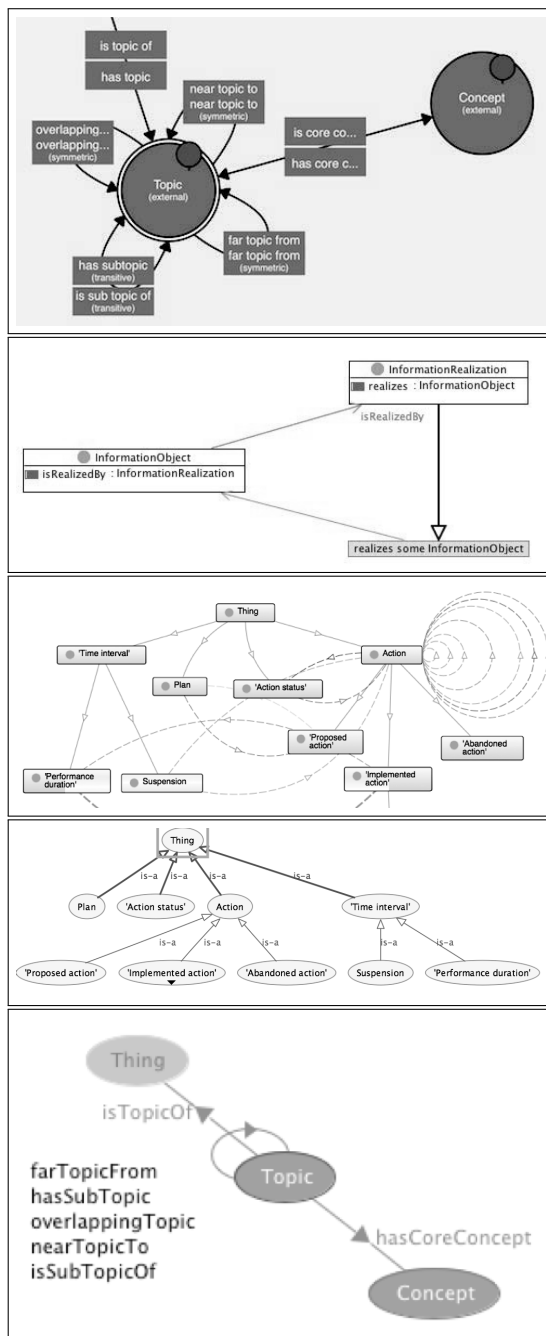 is topic of
has topic
near topic to
near topic to
(symmetric)
Concept
(external)
overlapping...
overlapping...
(symmetric)
is core co...
has core c...
Topic
(external)
far topic from
far topic from
(symmetric)
has subtopic
(transitive)
is sub topic of
(transitive)
InformationRealization
realizes : InformationObject
isRealizedBy
InformationObject
isRealizedBy : InformationRealization
realizes some InformationObject
Thing
'Time interval'
Action
Plan
'Action status'
'Proposed
action'
'Abandoned
action'
'Performance
duration'
Suspension
'Implemented
action'
Thing
is-a is-a is-a is-a
Plan 'Action status' Action 'Time interval'
is-a is-a is-a is-a is-a
'Proposed action' 'Implemented action' 'Abandoned action' Suspension 'Performance duration'
Thing
isTopicOf
Topic
farTopicFrom
hasSubTopic
overlappingTopic
nearTopicTo
isSubTopicOf
hasCoreConcept
Concept